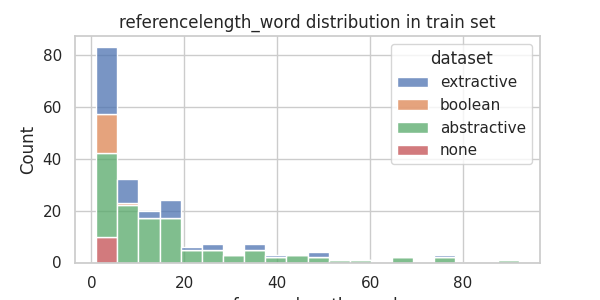 referencelength_word distribution in train set
80
60
40
20
0
Count
dataset
extractive
boolean
abstractive
none
0
20
40
60
80